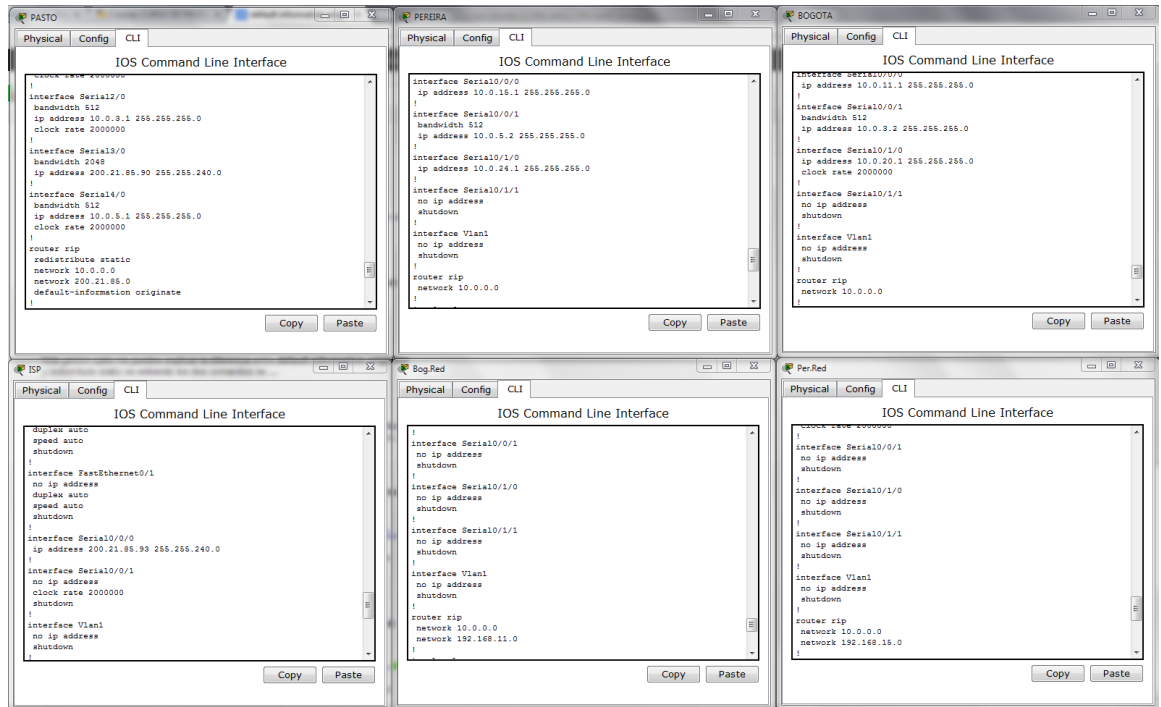 PASTO
Physical Config CLI
IOS Command Line Interface
clock rate 2000000
!
interface Serial2/0
bandwidth 512
ip address 10.0.3.1 255.255.255.0
clock rate 2000000
!
interface Serial3/0
bandwidth 2048
ip address 200.21.85.90 255.255.240.0
!
interface Serial4/0
bandwidth 512
ip address 10.0.5.1 255.255.255.0
clock rate 2000000
!
router rip
redistribute static
network 10.0.0.0
network 200.21.85.0
default-information originate
!
Copy Paste
PEREIRA
Physical Config CLI
IOS Command Line Interface
interface Serial0/0/0
ip address 10.0.15.1 255.255.255.0
!
interface Serial0/0/1
bandwidth 512
ip address 10.0.5.2 255.255.255.0
!
interface Serial0/1/0
ip address 10.0.24.1 255.255.255.0
!
interface Serial0/1/1
no ip address
shutdown
!
interface Vlan1
no ip address
shutdown
!
router rip
network 10.0.0.0
!
Copy Paste
BOGOTA
Physical Config CLI
IOS Command Line Interface
interface Serial0/0/0
ip address 10.0.11.1 255.255.255.0
!
interface Serial0/0/1
bandwidth 512
ip address 10.0.3.2 255.255.255.0
!
interface Serial0/1/0
ip address 10.0.20.1 255.255.255.0
clock rate 2000000
!
interface Serial0/1/1
no ip address
shutdown
!
interface Vlan1
no ip address
shutdown
!
router rip
network 10.0.0.0
!
Copy Paste
ISP
Physical Config CLI
IOS Command Line Interface
duplex auto
speed auto
shutdown
!
interface FastEthernet0/1
no ip address
duplex auto
speed auto
shutdown
!
interface Serial0/0/0
ip address 200.21.85.93 255.255.240.0
!
interface Serial0/0/1
no ip address
clock rate 2000000
shutdown
!
interface Vlan1
no ip address
shutdown
!
Copy Paste
Bog.Red
Physical Config CLI
IOS Command Line Interface
!
interface Serial0/0/1
no ip address
shutdown
!
interface Serial0/1/0
no ip address
shutdown
!
interface Serial0/1/1
no ip address
shutdown
!
interface Vlan1
no ip address
shutdown
!
router rip
network 10.0.0.0
network 192.168.11.0
!
Copy Paste
Per.Red
Physical Config CLI
IOS Command Line Interface
clock rate 2000000
!
interface Serial0/0/1
no ip address
shutdown
!
interface Serial0/1/0
no ip address
shutdown
!
interface Serial0/1/1
no ip address
shutdown
!
interface Vlan1
no ip address
shutdown
!
router rip
network 10.0.0.0
network 192.168.15.0
!
Copy Paste